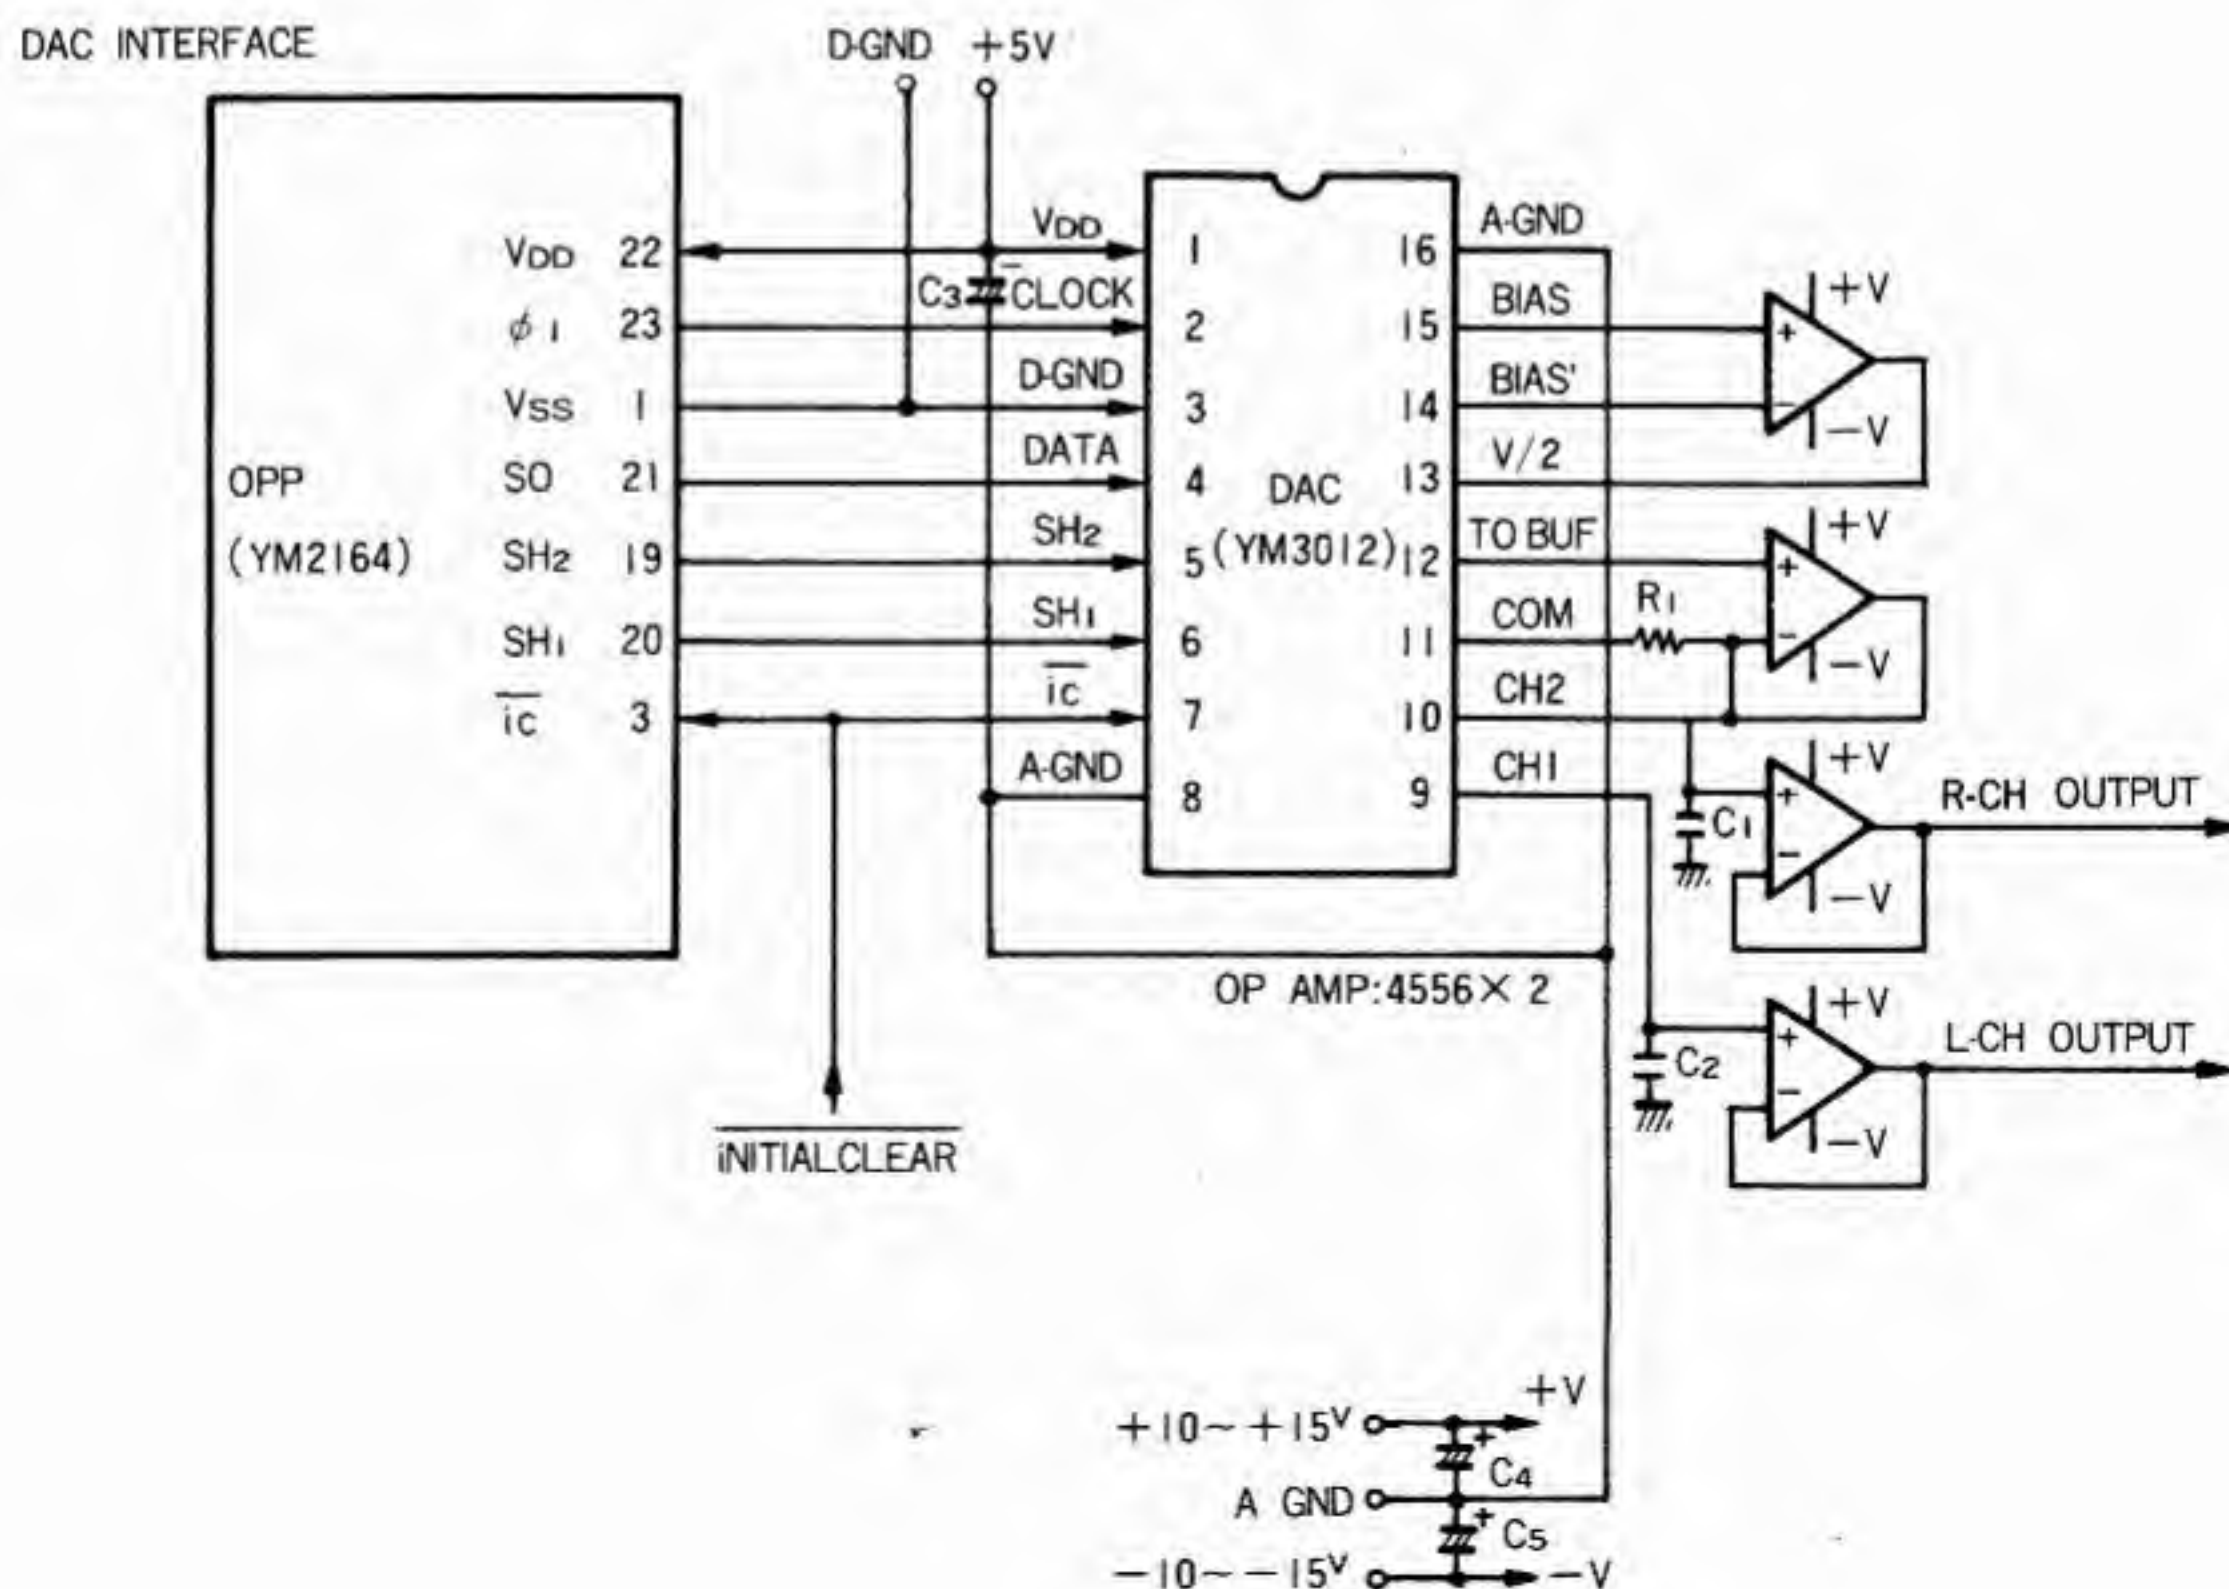 DAC INTERFACE
D-GND
+5V
OPP
(YM2164)
VDD 22
φ1 23
VSS 1
SO 21
SH2 19
SH1 20
ic 3
C3
VDD
CLOCK
D-GND
DATA
SH2
SH1
ic
A-GND
1
2
3
4
5
6
7
8
DAC
(YM3012)
16
15
14
13
12
11
10
9
A-GND
BIAS
BIAS'
V/2
TO BUF
COM
CH2
CH1
R1
+V
+
−
−V
+V
+
−
−V
+V
+
−
−V
C1
R-CH OUTPUT
+V
+
−
−V
C2
L-CH OUTPUT
OP AMP:4556×2
iNITIALCLEAR
+10~+15V
+V
+
C4
A GND
+
C5
−10~−15V
−V